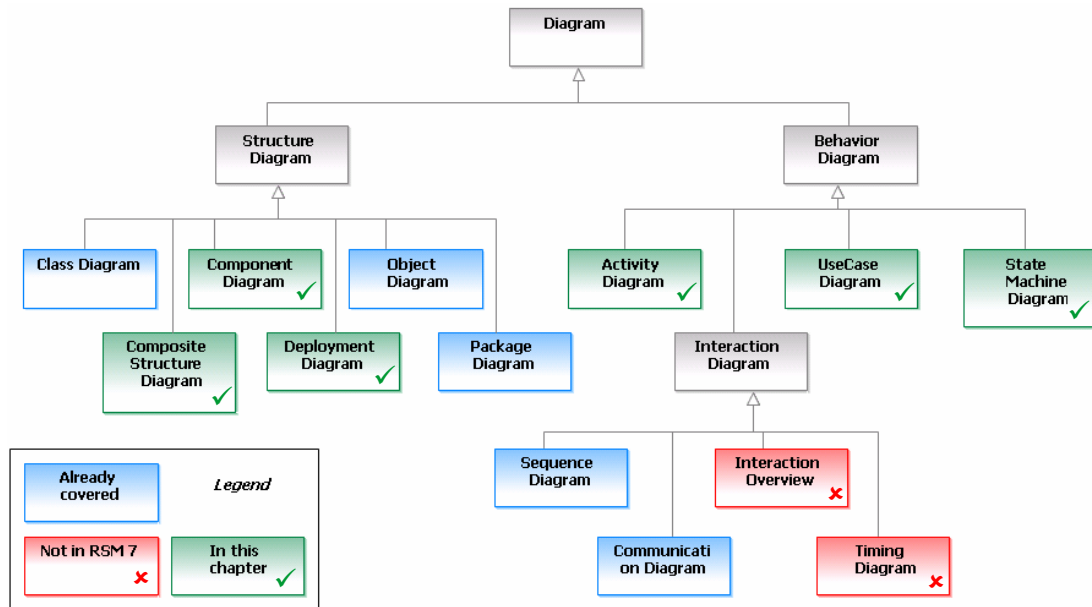 Diagram
Structure
Diagram
Behavior
Diagram
Class Diagram
Component
Diagram
Object
Diagram
Activity
Diagram
UseCase
Diagram
State
Machine
Diagram
Composite
Structure
Diagram
Deployment
Diagram
Package
Diagram
Interaction
Diagram
Sequence
Diagram
Interaction
Overview
Communicati
on Diagram
Timing
Diagram
Already
covered
Legend
Not in RSM 7
In this
chapter